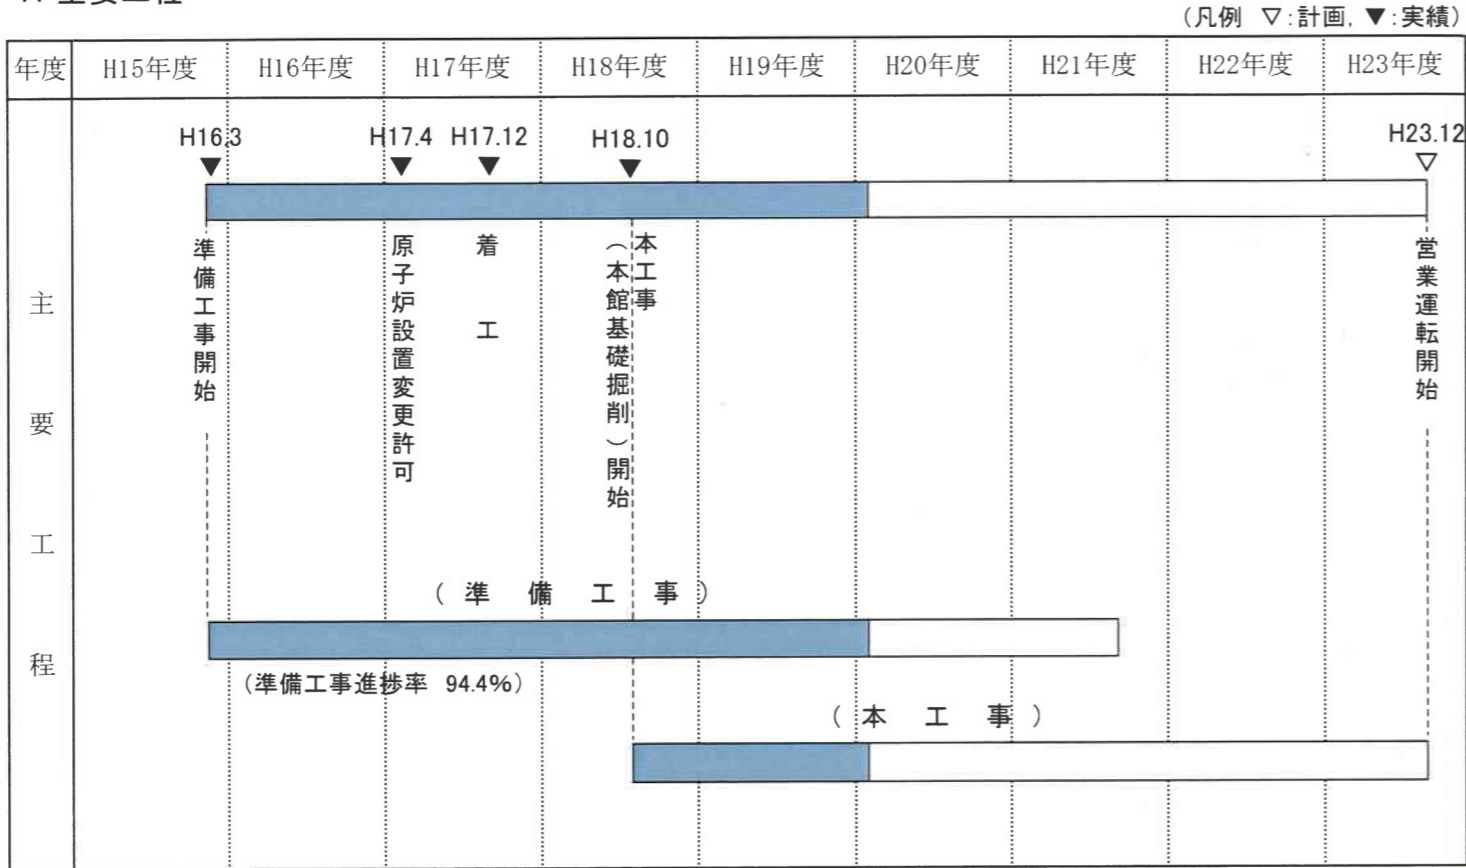 (凡例 ▽:計画, ▼:実績)
年度 H15年度 H16年度 H17年度 H18年度 H19年度 H20年度 H21年度 H22年度 H23年度
主要工程
H16.3 H17.4 H17.12 H18.10 H23.12
▼ ▼ ▼ ▼ ▽
準備工事開始
原子炉設置変更許可
着工
本工事
(本館基礎掘削)開始
営業運転開始
(準備工事)
(準備工事進捗率 94.4%)
(本工事)